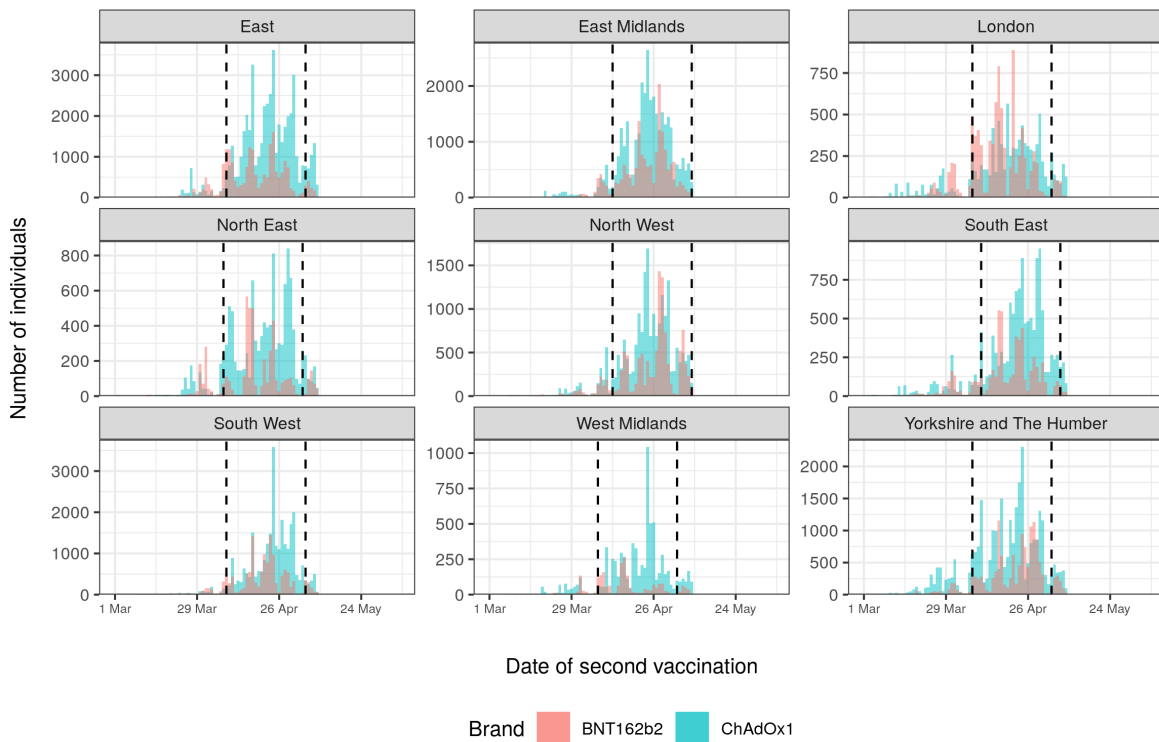 East
East Midlands
London
3000
2000
1000
0
2000
1000
0
750
500
250
0
North East
North West
South East
800
600
400
200
0
1500
1000
500
0
750
500
250
0
South West
West Midlands
Yorkshire and The Humber
3000
2000
1000
0
1000
750
500
250
0
2000
1500
1000
500
0
1 Mar 29 Mar 26 Apr 24 May
1 Mar 29 Mar 26 Apr 24 May
1 Mar 29 Mar 26 Apr 24 May
Number of individuals
Date of second vaccination
Brand BNT162b2 ChAdOx1